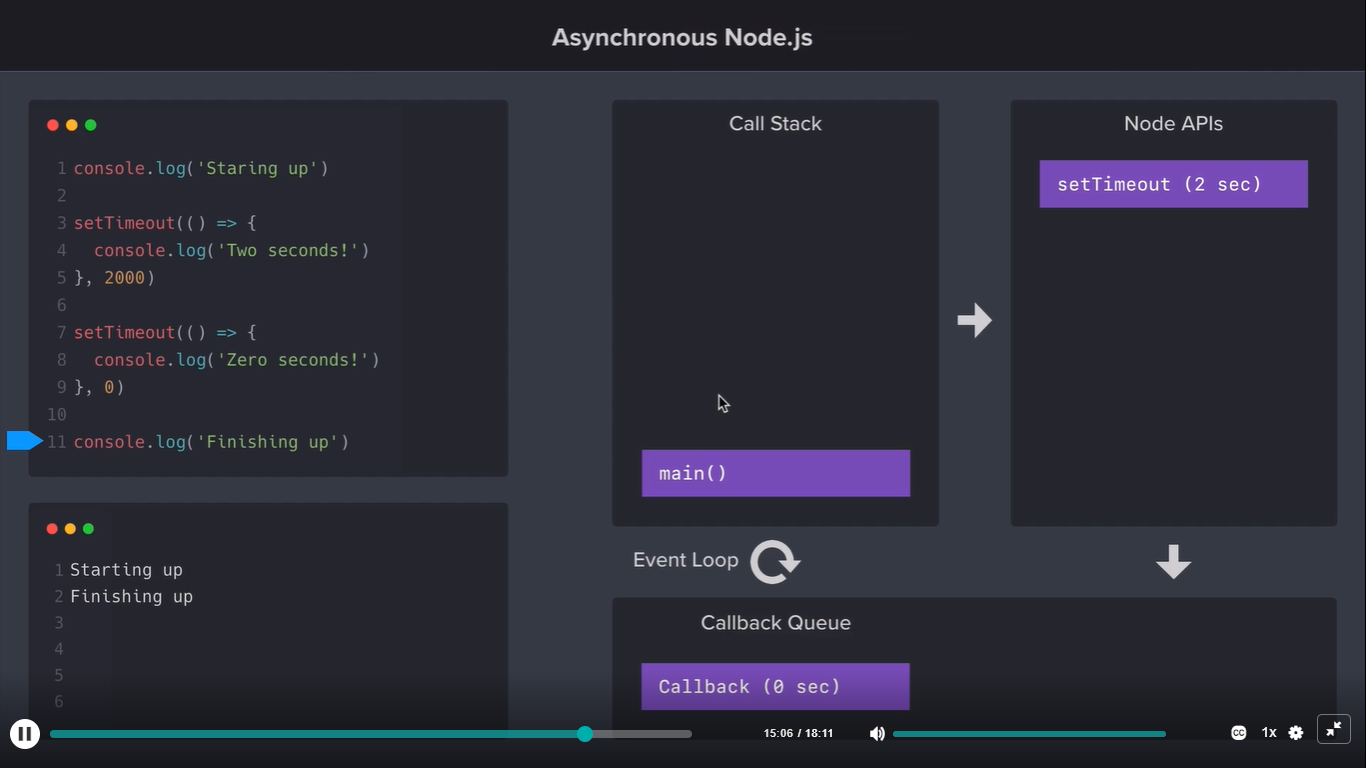 Asynchronous Node.js
1 console.log('Staring up')
2
3 setTimeout(() => {
4   console.log('Two seconds!')
5 }, 2000)
6
7 setTimeout(() => {
8   console.log('Zero seconds!')
9 }, 0)
10
11 console.log('Finishing up')
1 Starting up
2 Finishing up
3
4
5
6
Call Stack
main()
Node APIs
setTimeout (2 sec)
Event Loop
Callback Queue
Callback (0 sec)
15:06 / 18:11
CC
1x